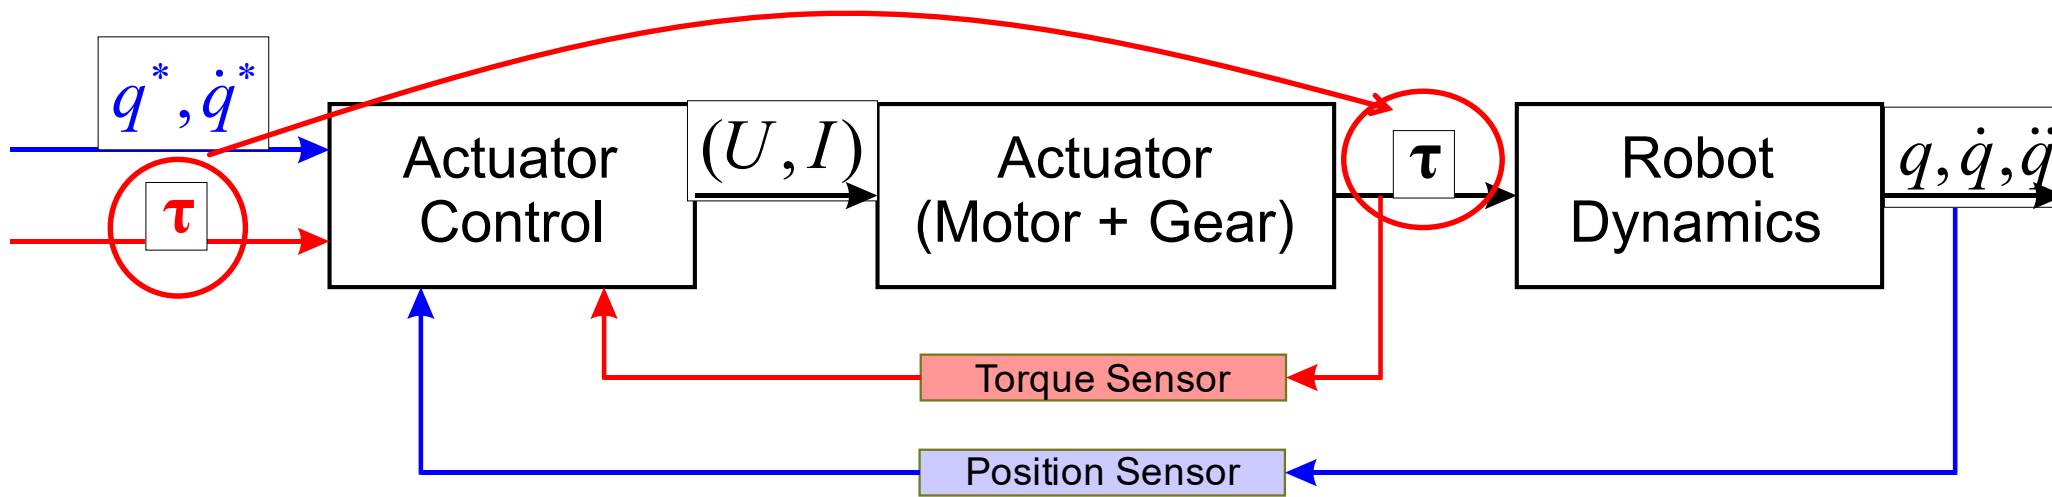 q*, q̇*
τ
Actuator
Control
(U, I)
Actuator
(Motor + Gear)
τ
Robot
Dynamics
q, q̇, q̈
Torque Sensor
Position Sensor